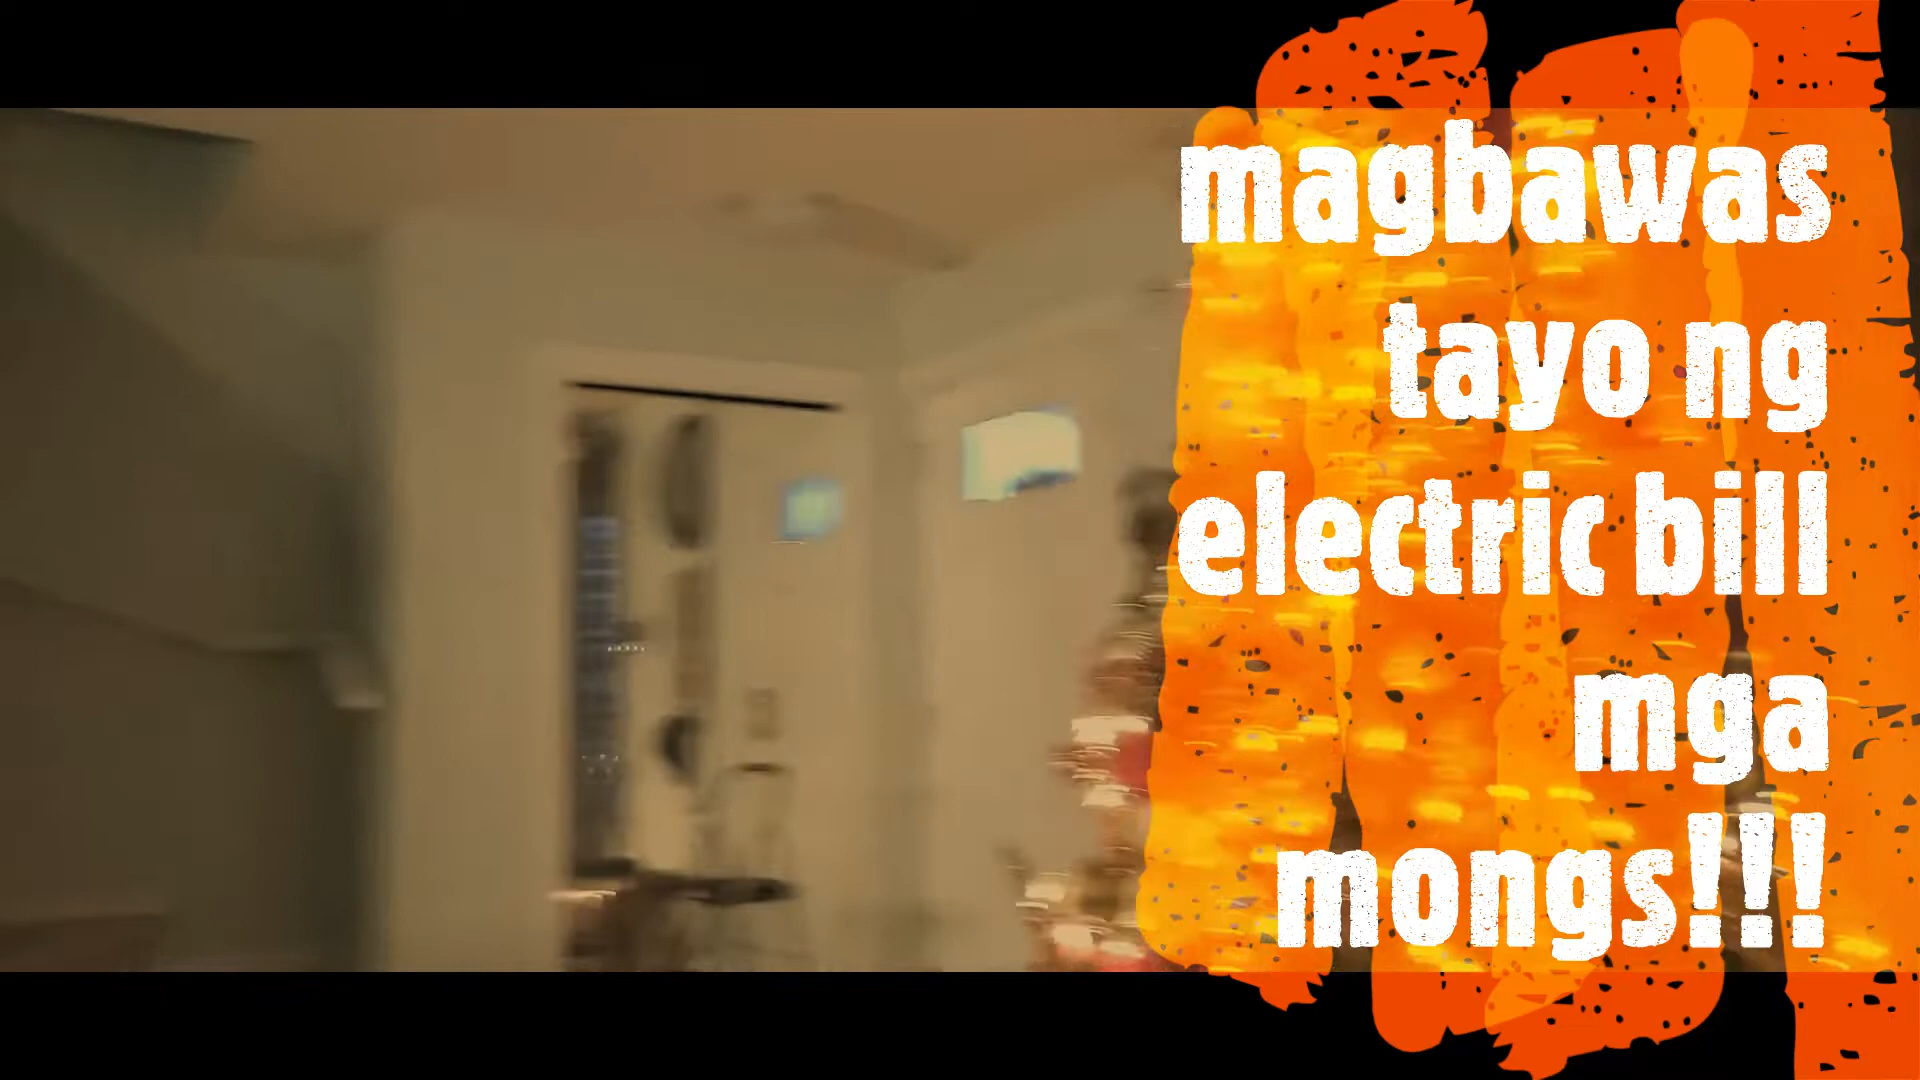 magbawas
tayo ng
electric bill
mga
mongs!!!